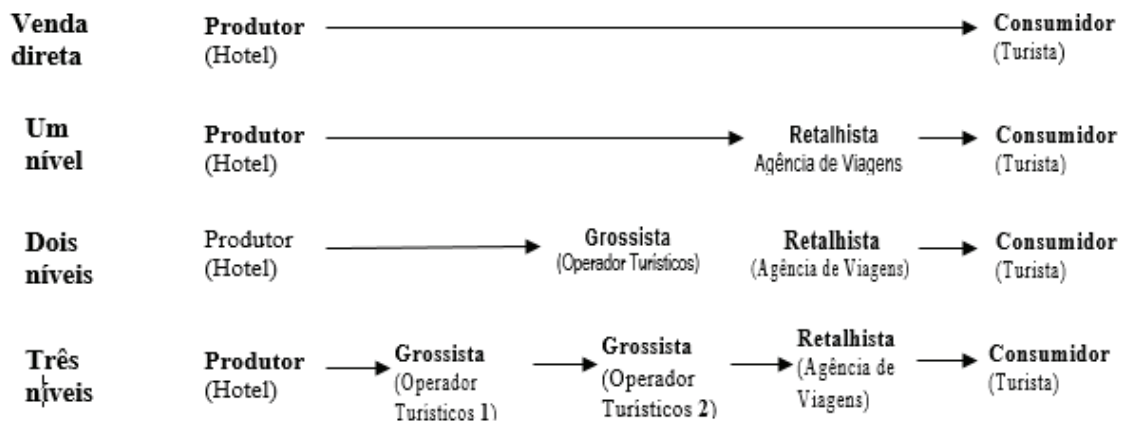 Venda
direta
Produtor
(Hotel)
Consumidor
(Turista)
Um
nível
Produtor
(Hotel)
Retalhista
Agência de Viagens
Consumidor
(Turista)
Dois
níveis
Produtor
(Hotel)
Grossista
(Operador Turísticos)
Retalhista
(Agência de Viagens)
Consumidor
(Turista)
Três
níveis
Produtor
(Hotel)
Grossista
(Operador
Turísticos 1)
Grossista
(Operador
Turísticos 2)
Retalhista
(Agência de
Viagens)
Consumidor
(Turista)